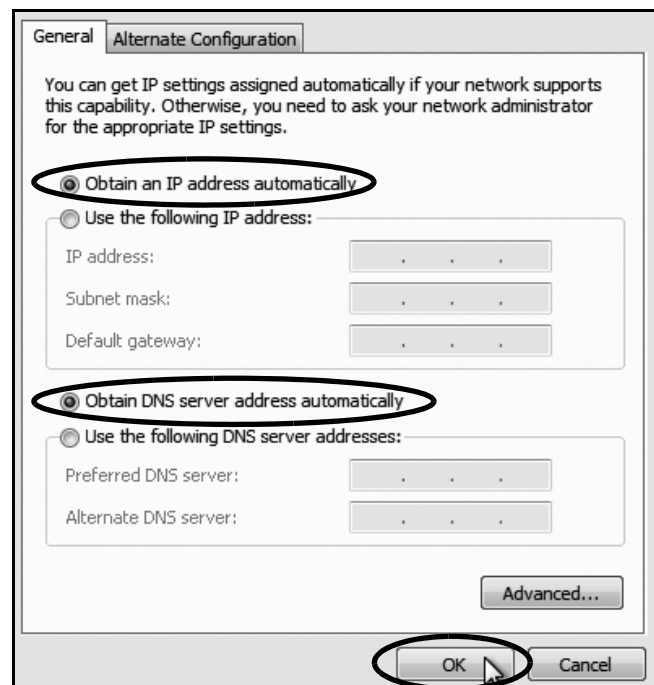 General
Alternate Configuration
You can get IP settings assigned automatically if your network supports
this capability. Otherwise, you need to ask your network administrator
for the appropriate IP settings.
Obtain an IP address automatically
Use the following IP address:
IP address:
Subnet mask:
Default gateway:
Obtain DNS server address automatically
Use the following DNS server addresses:
Preferred DNS server:
Alternate DNS server:
Advanced...
OK
Cancel